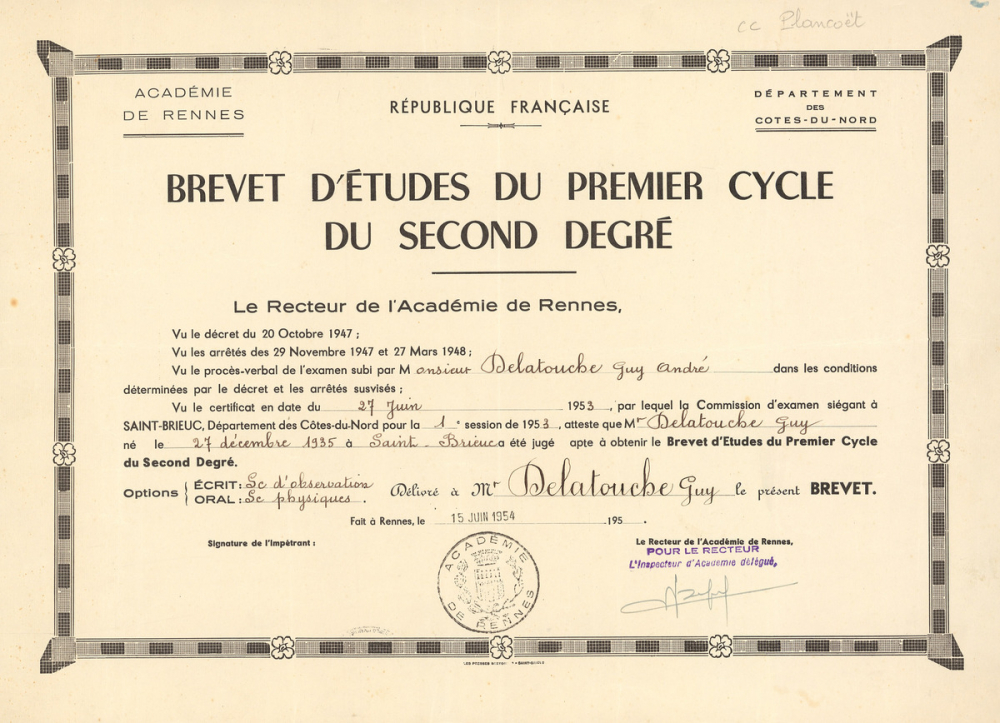 cc Plancoët
ACADÉMIE
DE RENNES
RÉPUBLIQUE FRANÇAISE
DÉPARTEMENT
DES
COTES-DU-NORD
BREVET D'ÉTUDES DU PREMIER CYCLE
DU SECOND DEGRÉ
Le Recteur de l'Académie de Rennes,
Vu le décret du 20 Octobre 1947 ;
Vu les arrêtés des 29 Novembre 1947 et 27 Mars 1948 ;
Vu le procès-verbal de l'examen subi par Monsieur Delatouche Guy André dans les conditions
déterminées par le décret et les arrêtés susvisés ;
Vu le certificat en date du 27 Juin 1953, par lequel la Commission d'examen siégeant à
SAINT-BRIEUC, Département des Côtes-du-Nord pour la 1e session de 1953, atteste que Mr Delatouche Guy
né le 27 décembre 1935 à Saint-Brieuc a été jugé apte à obtenir le Brevet d'Etudes du Premier Cycle
du Second Degré.
Options { ÉCRIT: Sc d'observation
ORAL: Sc physiques.
Délivré à Mr Delatouche Guy le présent BREVET.
Fait à Rennes, le 15 JUIN 1954 195 .
Signature de l'Impétrant :
ACADÉMIE DE RENNES
Le Recteur de l'Académie de Rennes,
POUR LE RECTEUR
L'Inspecteur d'Académie délégué,